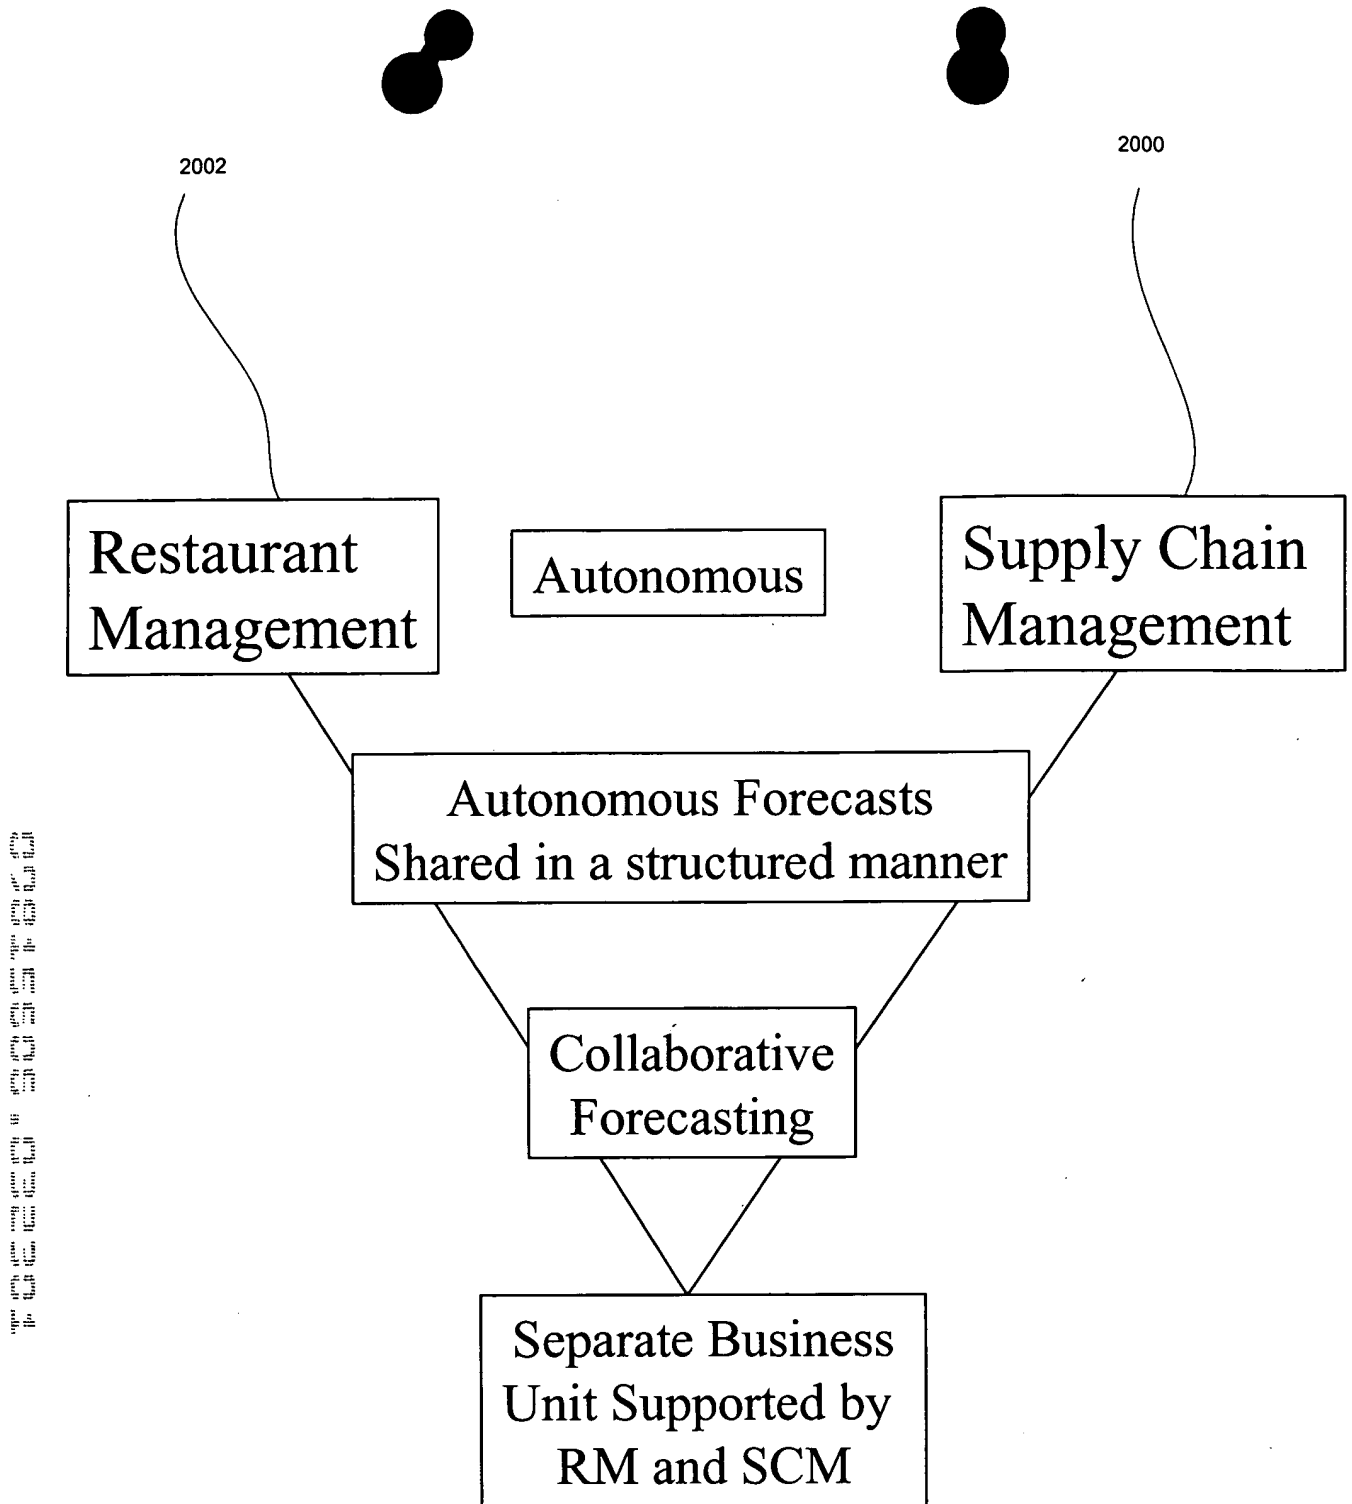 2002
2000
Restaurant
Management
Autonomous
Supply Chain
Management
Autonomous Forecasts
Shared in a structured manner
Collaborative
Forecasting
Separate Business
Unit Supported by
RM and SCM